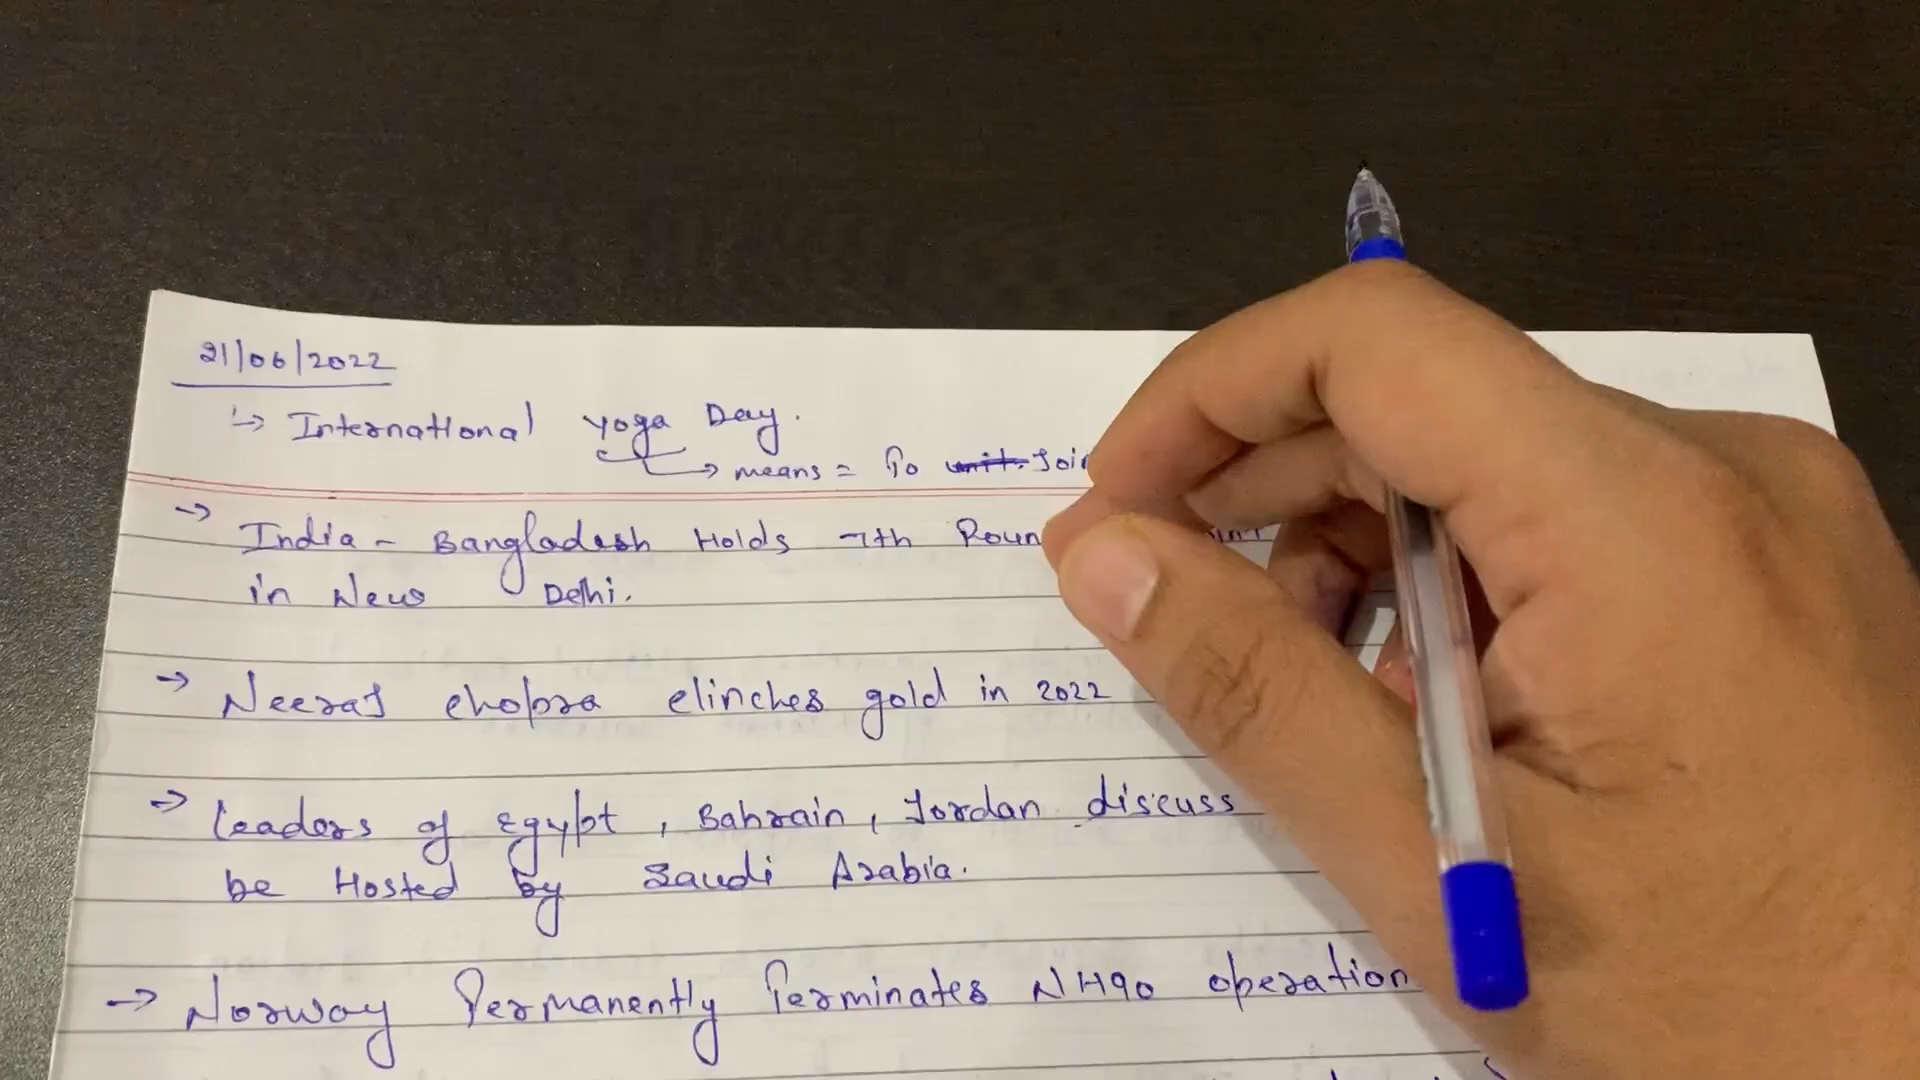 21/06/2022
↳ International Yoga Day.
↳ means = To Join
→ India - Bangladesh Holds 7th Roun
in New Delhi.
→ Neeraj chopra clinches gold in 2022
→ Leaders of Egypt, Bahrain, Jordan discuss
be Hosted by Saudi Arabia.
→ Norway Permanently Terminates NH90 operation